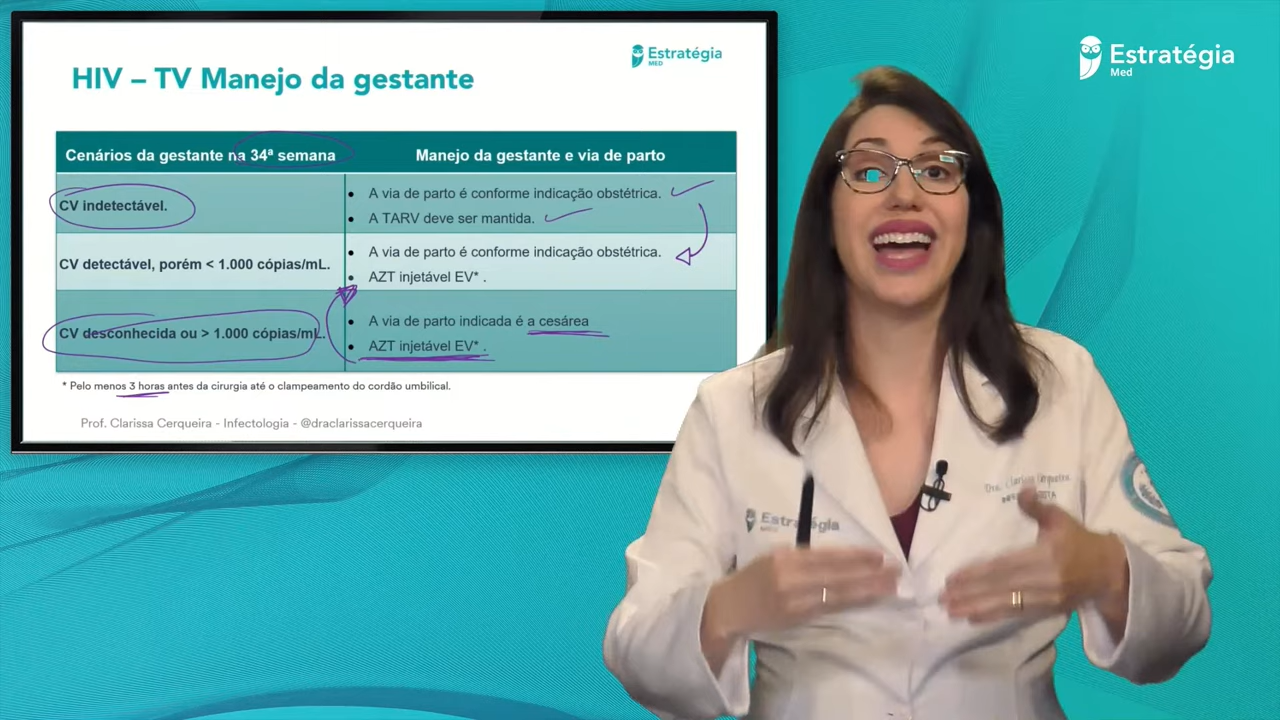 Estratégia
MED
HIV – TV Manejo da gestante
Cenários da gestante na 34ª semana
Manejo da gestante e via de parto
CV indetectável.
• A via de parto é conforme indicação obstétrica.
• A TARV deve ser mantida.
CV detectável, porém < 1.000 cópias/mL.
• A via de parto é conforme indicação obstétrica.
• AZT injetável EV* .
CV desconhecida ou > 1.000 cópias/mL.
• A via de parto indicada é a cesárea
• AZT injetável EV* .
* Pelo menos 3 horas antes da cirurgia até o clampeamento do cordão umbilical.
Prof. Clarissa Cerqueira - Infectologia - @draclarissacerqueira
Estratégia
Med
Estratégia
MED